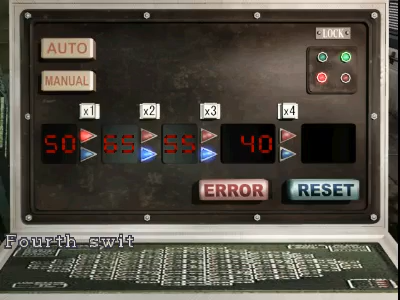 LOCK
AUTO
MANUAL
x1 x2 x3 x4
50 65 55 40
ERROR RESET
Fourth swit